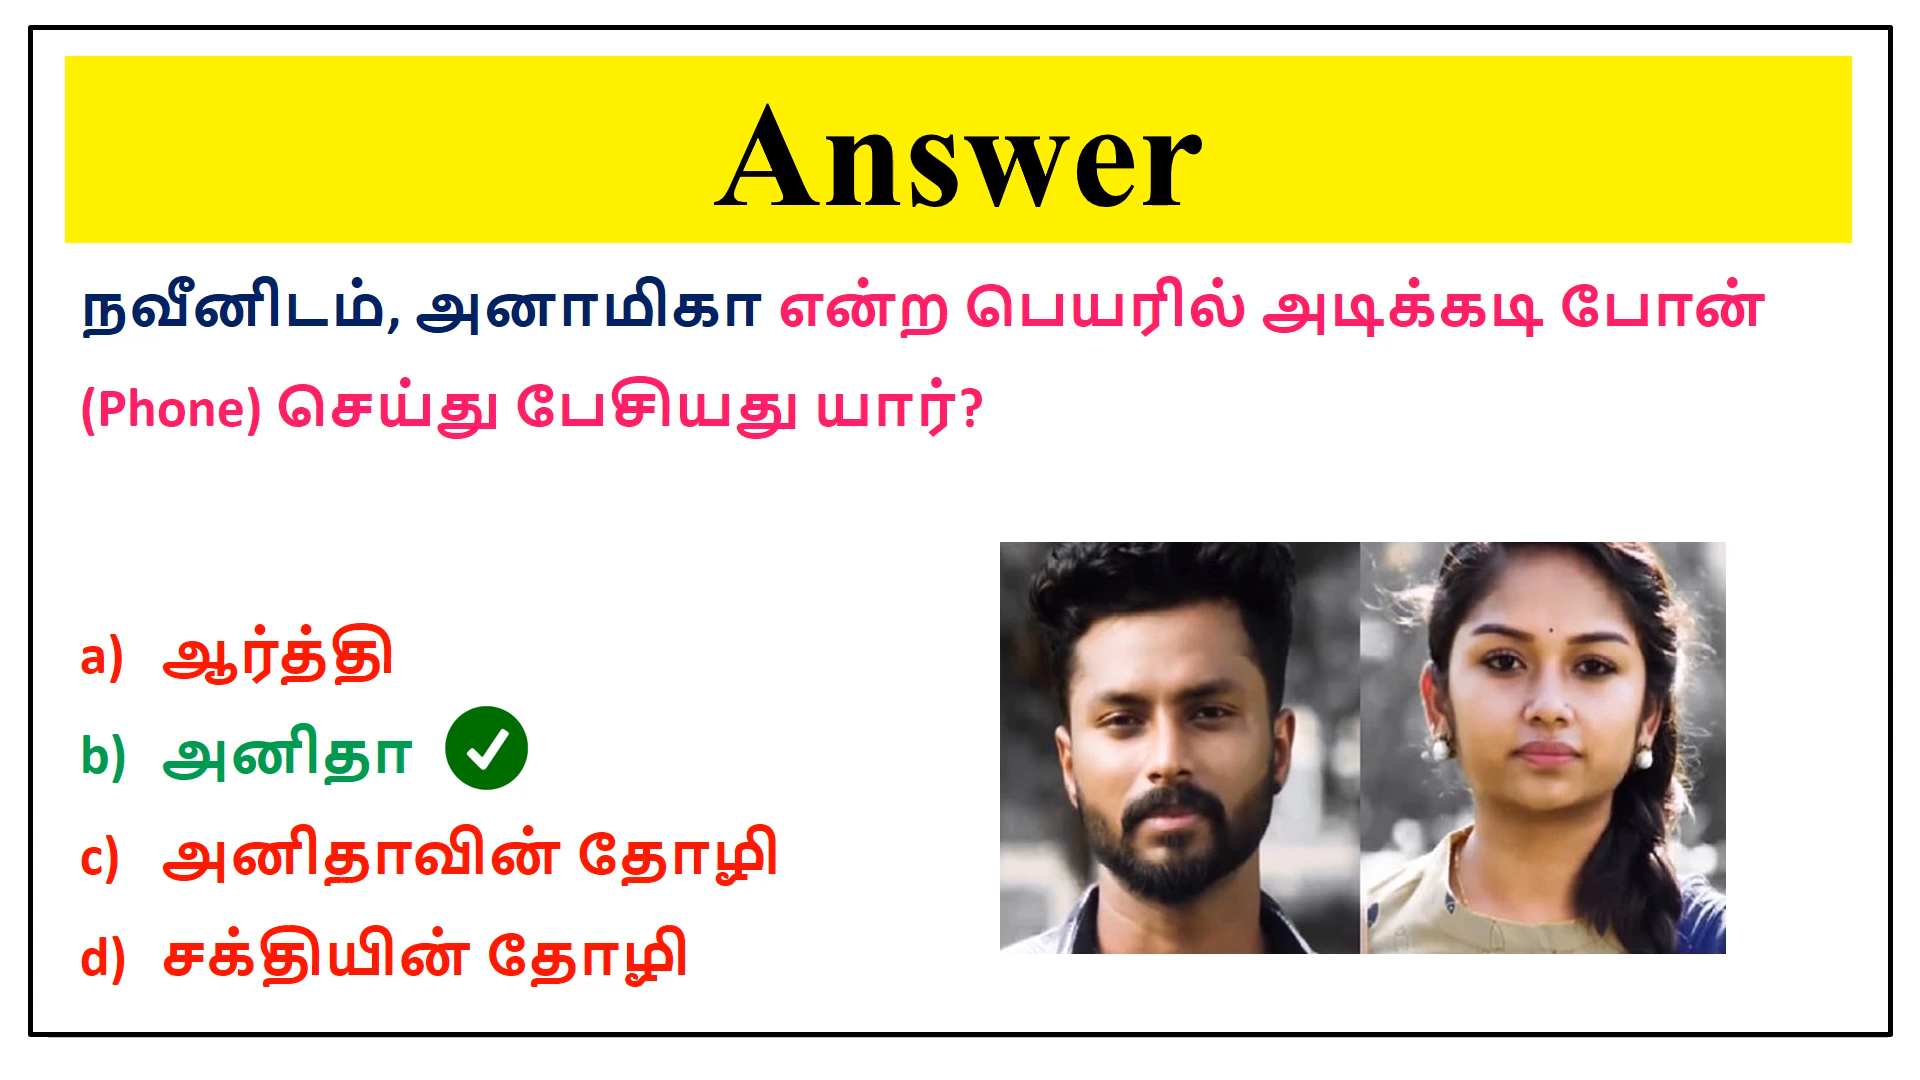 Answer
நவீனிடம், அனாமிகா என்ற பெயரில் அடிக்கடி போன்
(Phone) செய்து பேசியது யார்?
a) ஆர்த்தி
b) அனிதா
c) அனிதாவின் தோழி
d) சக்தியின் தோழி